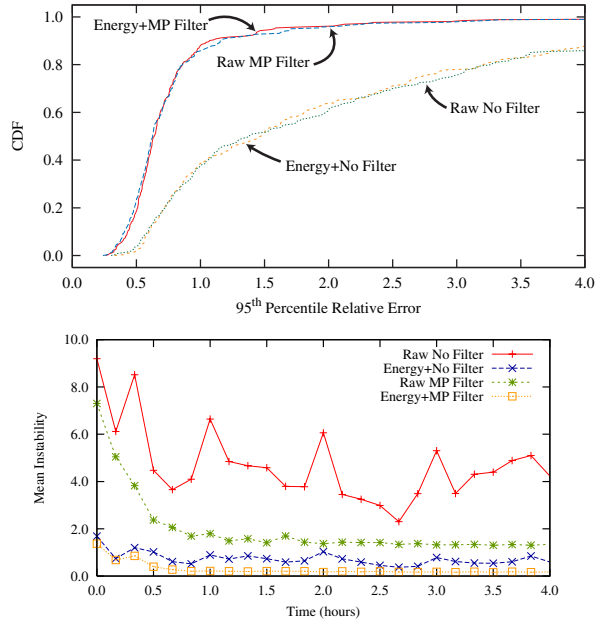 1.0
0.8
0.6
0.4
0.2
0.0
CDF
Energy+MP Filter
Raw MP Filter
Raw No Filter
Energy+No Filter
0.0 0.5 1.0 1.5 2.0 2.5 3.0 3.5 4.0
95th Percentile Relative Error
10.0
8.0
6.0
4.0
2.0
0.0
Mean Instability
Raw No Filter
Energy+No Filter
Raw MP Filter
Energy+MP Filter
0.0 0.5 1.0 1.5 2.0 2.5 3.0 3.5 4.0
Time (hours)